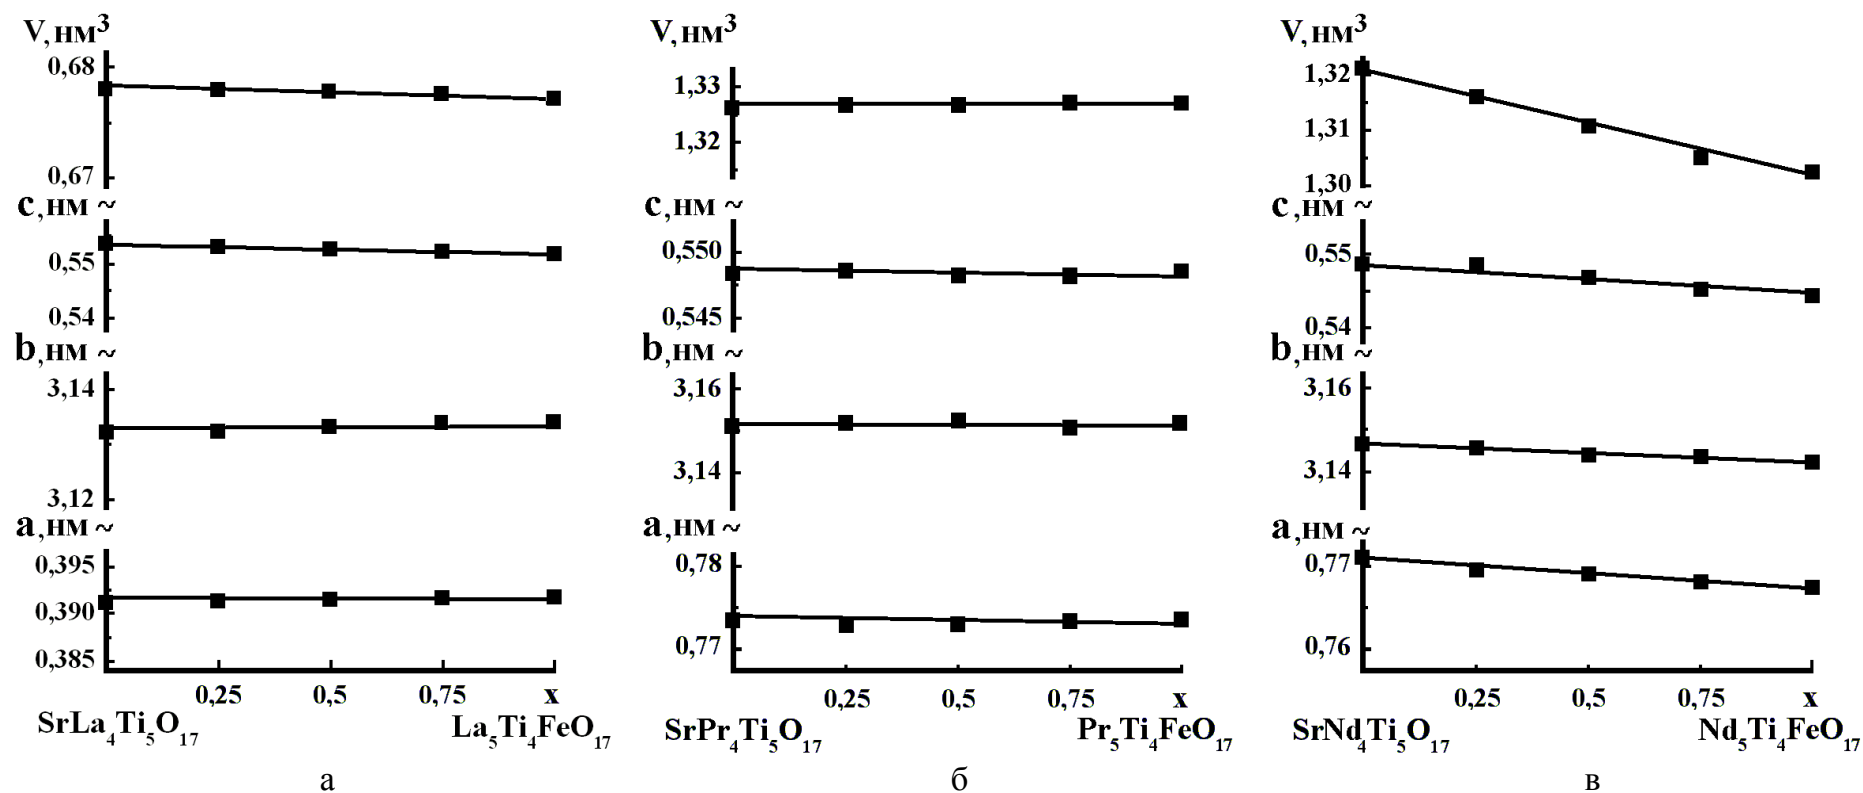 V, нм³
0,68
0,67
c, нм ~
0,55
0,54
b, нм ~
3,14
3,12
a, нм ~
0,395
0,390
0,385
0,25 0,5 0,75 x
SrLa₄Ti₅O₁₇ La₅Ti₄FeO₁₇
а
V, нм³
1,33
1,32
c, нм ~
0,550
0,545
b, нм ~
3,16
3,14
a, нм ~
0,78
0,77
0,25 0,5 0,75 x
SrPr₄Ti₅O₁₇ Pr₅Ti₄FeO₁₇
б
V, нм³
1,32
1,31
1,30
c, нм ~
0,55
0,54
b, нм ~
3,16
3,14
a, нм ~
0,77
0,76
0,25 0,5 0,75 x
SrNd₄Ti₅O₁₇ Nd₅Ti₄FeO₁₇
в